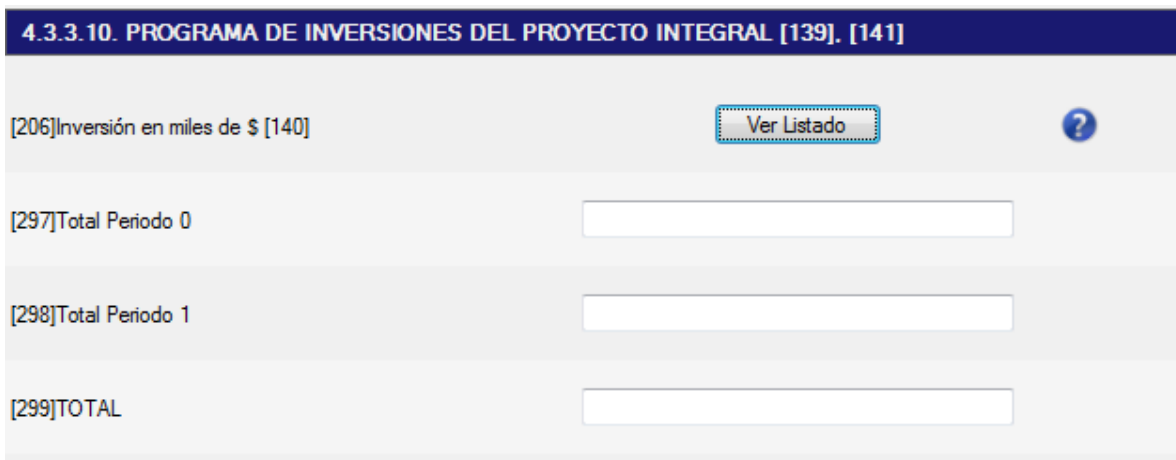 4.3.3.10. PROGRAMA DE INVERSIONES DEL PROYECTO INTEGRAL [139], [141]
[206]Inversión en miles de $ [140] Ver Listado ?
[297]Total Periodo 0
[298]Total Periodo 1
[299]TOTAL